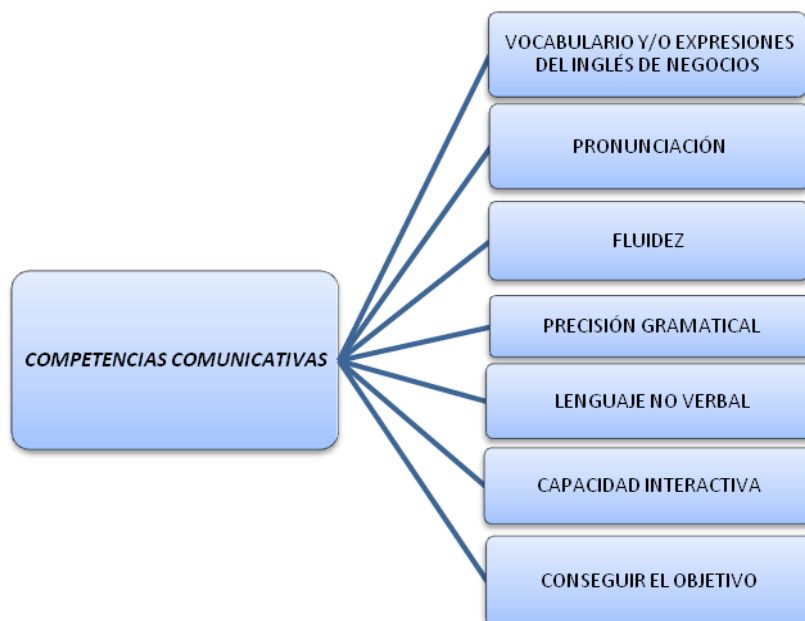 VOCABULARIO Y/O EXPRESIONES
DEL INGLÉS DE NEGOCIOS
PRONUNCIACIÓN
FLUIDEZ
COMPETENCIAS COMUNICATIVAS
PRECISIÓN GRAMATICAL
LENGUAJE NO VERBAL
CAPACIDAD INTERACTIVA
CONSEGUIR EL OBJETIVO